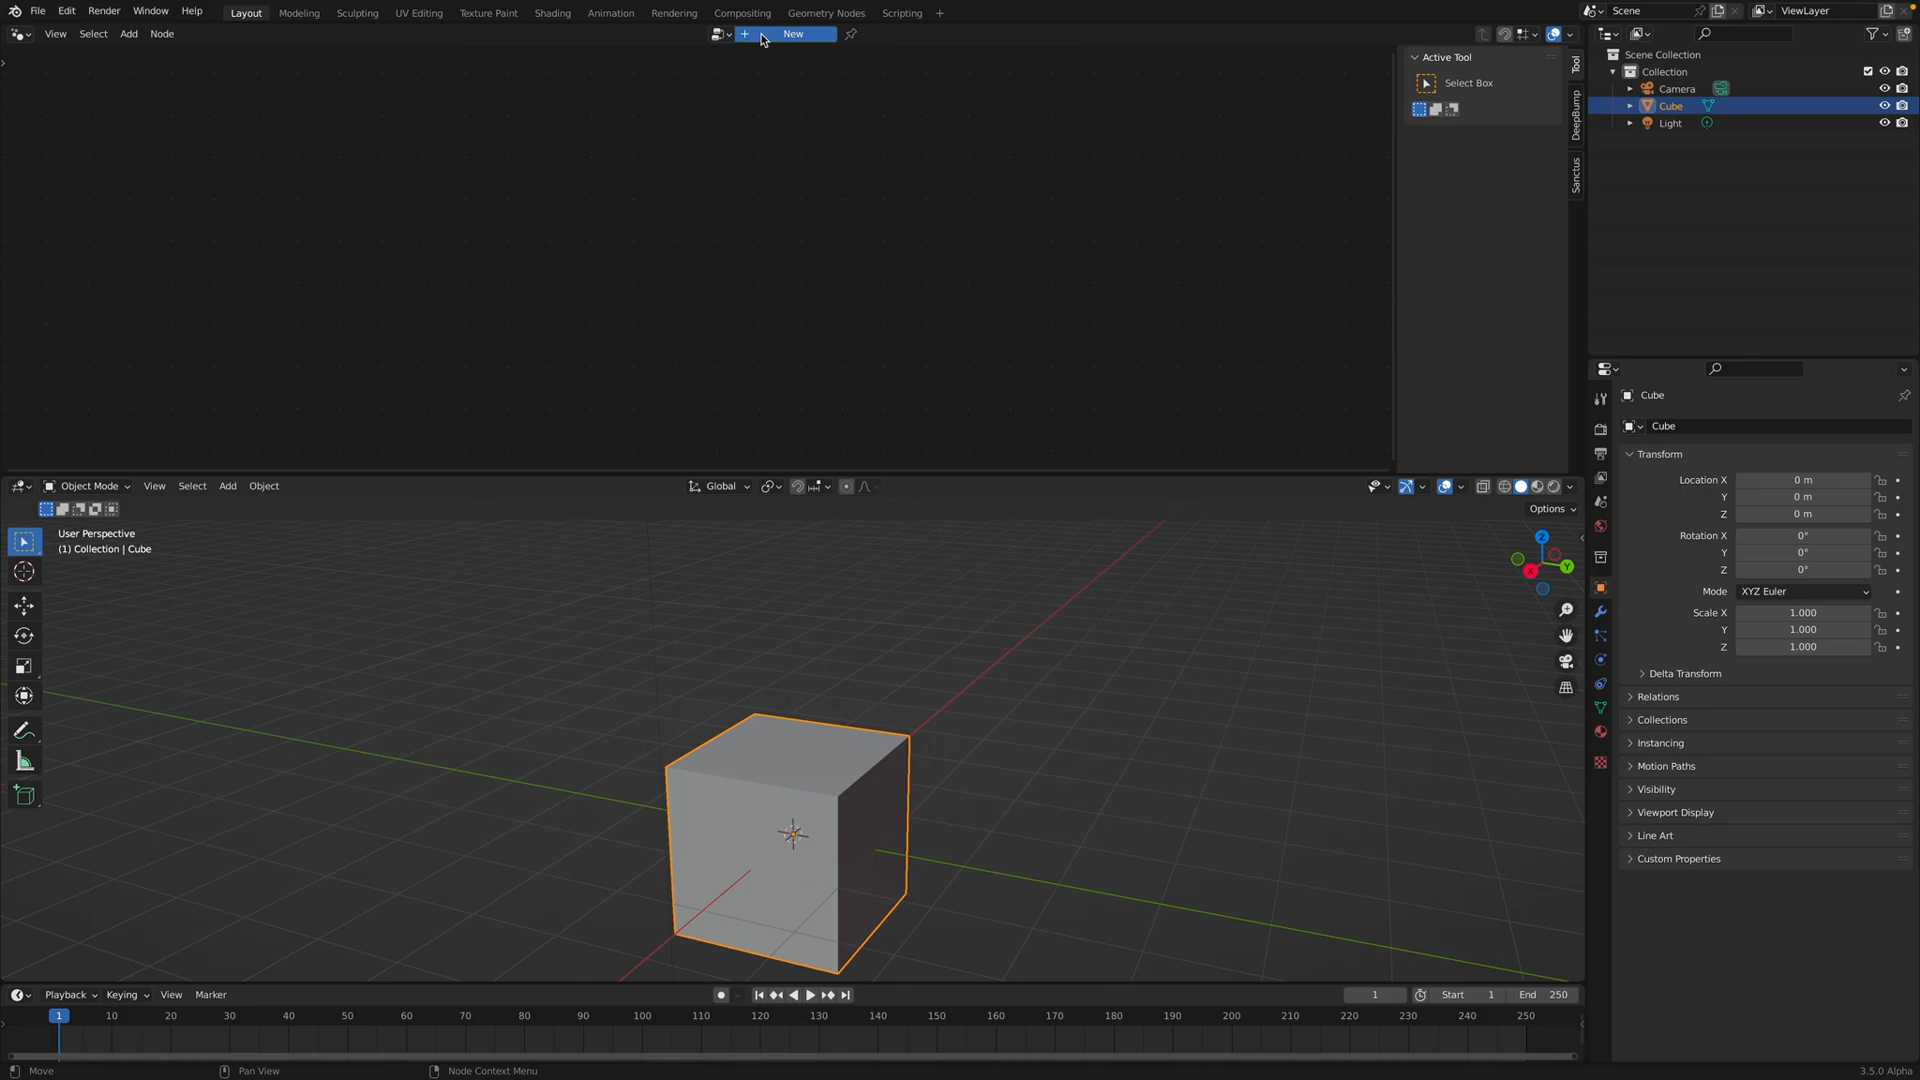 File Edit Render Window Help Layout Modeling Sculpting UV Editing Texture Paint Shading Animation Rendering Compositing Geometry Nodes Scripting + Scene ViewLayer
View Select Add Node + New
Active Tool
Select Box
Tool
DeepBump
Sanctus
Scene Collection
Collection
Camera
Cube
Light
Cube
Cube
Transform
Location X 0 m
Y 0 m
Z 0 m
Rotation X 0°
Y 0°
Z 0°
Mode XYZ Euler
Scale X 1.000
Y 1.000
Z 1.000
Delta Transform
Relations
Collections
Instancing
Motion Paths
Visibility
Viewport Display
Line Art
Custom Properties
Object Mode View Select Add Object Global
Options
User Perspective
(1) Collection | Cube
Z
Y
X
Playback Keying View Marker 1 Start 1 End 250
1 10 20 30 40 50 60 70 80 90 100 110 120 130 140 150 160 170 180 190 200 210 220 230 240 250
Move Pan View Node Context Menu 3.5.0 Alpha